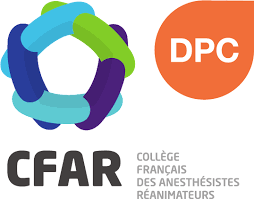 DPC
CFAR
COLLÈGE
FRANÇAIS
DES ANESTHÉSISTES
RÉANIMATEURS